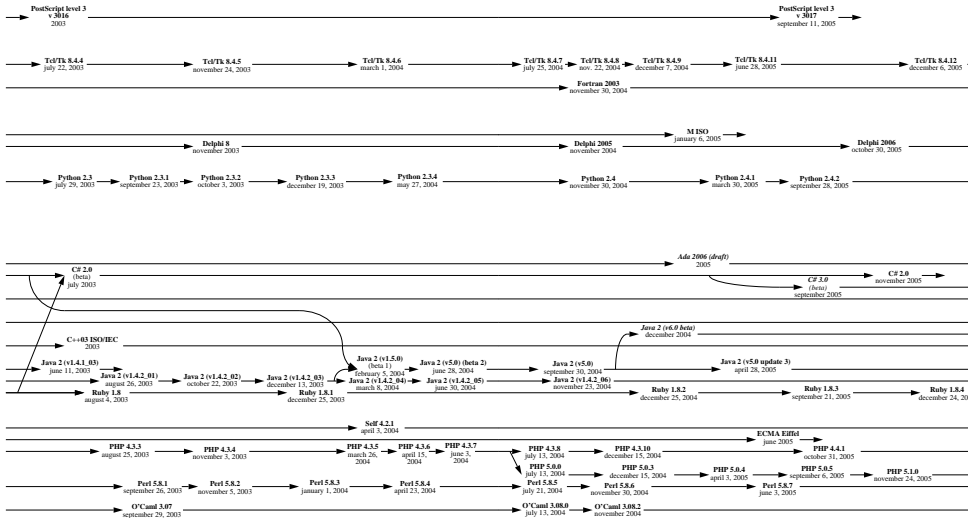 PostScript level 3
v 3016
2003
PostScript level 3
v 3017
september 11, 2005
Tcl/Tk 8.4.4
july 22, 2003
Tcl/Tk 8.4.5
november 24, 2003
Tcl/Tk 8.4.6
march 1, 2004
Tcl/Tk 8.4.7
july 25, 2004
Tcl/Tk 8.4.8
nov. 22, 2004
Tcl/Tk 8.4.9
december 7, 2004
Tcl/Tk 8.4.11
june 28, 2005
Tcl/Tk 8.4.12
december 6, 2005
Fortran 2003
november 30, 2004
M ISO
january 6, 2005
Delphi 8
november 2003
Delphi 2005
november 2004
Delphi 2006
october 30, 2005
Python 2.3
july 29, 2003
Python 2.3.1
september 23, 2003
Python 2.3.2
october 3, 2003
Python 2.3.3
december 19, 2003
Python 2.3.4
may 27, 2004
Python 2.4
november 30, 2004
Python 2.4.1
march 30, 2005
Python 2.4.2
september 28, 2005
Ada 2006 (draft)
2005
C# 2.0
(beta)
july 2003
C# 3.0
(beta)
september 2005
C# 2.0
november 2005
Java 2 (v6.0 beta)
december 2004
C++03 ISO/IEC
2003
Java 2 (v1.4.1_03)
june 11, 2003
Java 2 (v1.5.0)
(beta 1)
february 5, 2004
Java 2 (v5.0) (beta 2)
june 28, 2004
Java 2 (v5.0)
september 30, 2004
Java 2 (v5.0 update 3)
april 28, 2005
Java 2 (v1.4.2_01)
august 26, 2003
Java 2 (v1.4.2_02)
october 22, 2003
Java 2 (v1.4.2_03)
december 13, 2003
Java 2 (v1.4.2_04)
march 8, 2004
Java 2 (v1.4.2_05)
june 30, 2004
Java 2 (v1.4.2_06)
november 23, 2004
Ruby 1.8
august 4, 2003
Ruby 1.8.1
december 25, 2003
Ruby 1.8.2
december 25, 2004
Ruby 1.8.3
september 21, 2005
Ruby 1.8.4
december 24, 20
Self 4.2.1
april 3, 2004
ECMA Eiffel
june 2005
PHP 4.3.3
august 25, 2003
PHP 4.3.4
november 3, 2003
PHP 4.3.5
march 26,
2004
PHP 4.3.6
april 15,
2004
PHP 4.3.7
june 3,
2004
PHP 4.3.8
july 13, 2004
PHP 4.3.10
december 15, 2004
PHP 4.4.1
october 31, 2005
PHP 5.0.0
july 13, 2004
PHP 5.0.3
december 15, 2004
PHP 5.0.4
april 3, 2005
PHP 5.0.5
september 6, 2005
PHP 5.1.0
november 24, 2005
Perl 5.8.1
september 26, 2003
Perl 5.8.2
november 5, 2003
Perl 5.8.3
january 1, 2004
Perl 5.8.4
april 23, 2004
Perl 5.8.5
july 21, 2004
Perl 5.8.6
november 30, 2004
Perl 5.8.7
june 3, 2005
O'Caml 3.07
september 29, 2003
O'Caml 3.08.0
july 13, 2004
O'Caml 3.08.2
november 2004